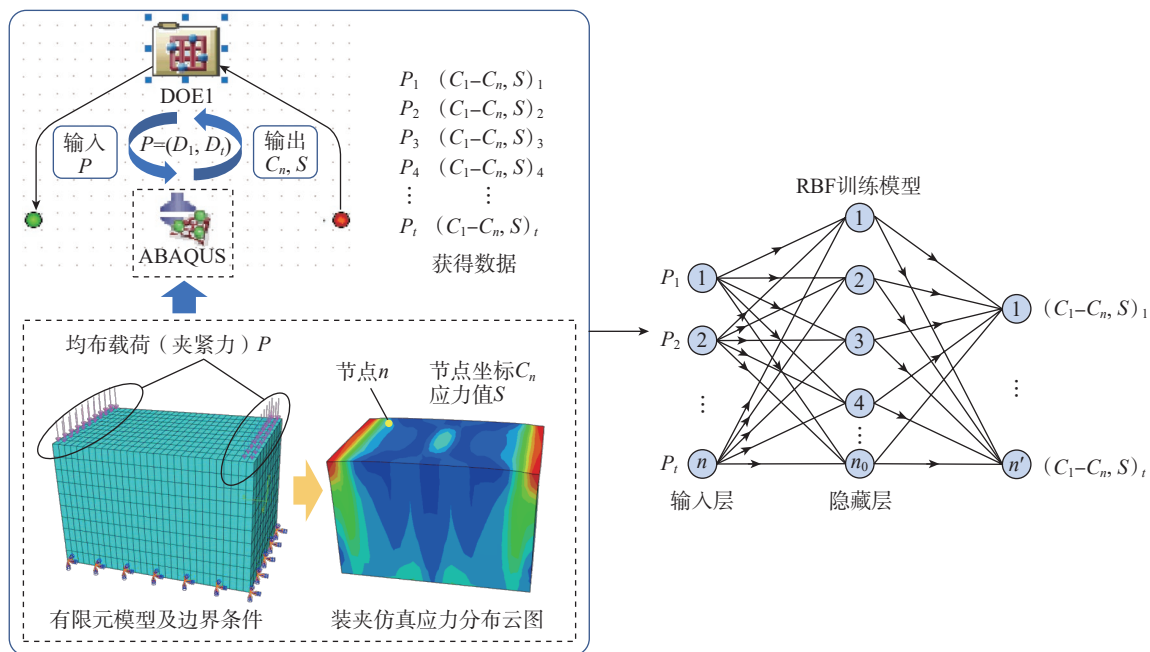 DOE1
输入
P
P=(D₁, Dₜ)
输出
Cₙ, S
ABAQUS
P₁ (C₁–Cₙ, S)₁
P₂ (C₁–Cₙ, S)₂
P₃ (C₁–Cₙ, S)₃
P₄ (C₁–Cₙ, S)₄
⋮ ⋮
Pₜ (C₁–Cₙ, S)ₜ
获得数据
均布载荷（夹紧力）P
节点n
节点坐标Cₙ
应力值S
有限元模型及边界条件
装夹仿真应力分布云图
RBF训练模型
P₁ 1
P₂ 2
⋮
Pₜ n
输入层
1
2
3
4
⋮
n₀
隐藏层
1 (C₁–Cₙ, S)₁
⋮
n′ (C₁–Cₙ, S)ₜ